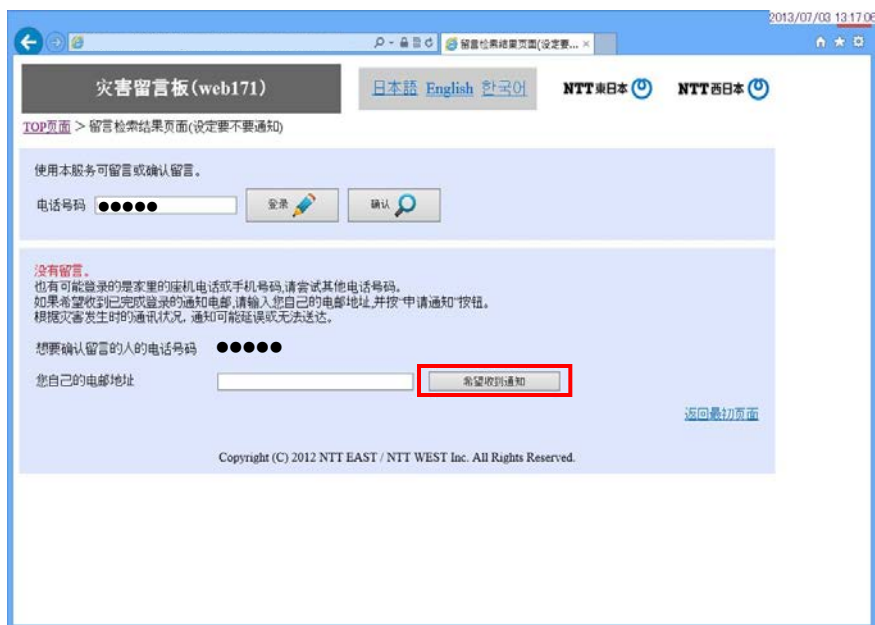 2013/07/03 13:17:06
留言检索结果页面(设定要...
灾害留言板(web171)
日本語 English 한국어
NTT東日本 NTT西日本
TOP页面 > 留言检索结果页面(设定要不要通知)
使用本服务可留言或确认留言。
电话号码 ●●●●● 登录 确认
没有留言。
也有可能登录的是家里的座机电话或手机号码,请尝试其他电话号码。
如果希望收到已完成登录的通知电邮,请输入您自己的电邮地址,并按“申请通知”按钮。
根据灾害发生时的通讯状况, 通知可能延误或无法送达。
想要确认留言的人的电话号码 ●●●●●
您自己的电邮地址 希望收到通知
返回最初页面
Copyright (C) 2012 NTT EAST / NTT WEST Inc. All Rights Reserved.